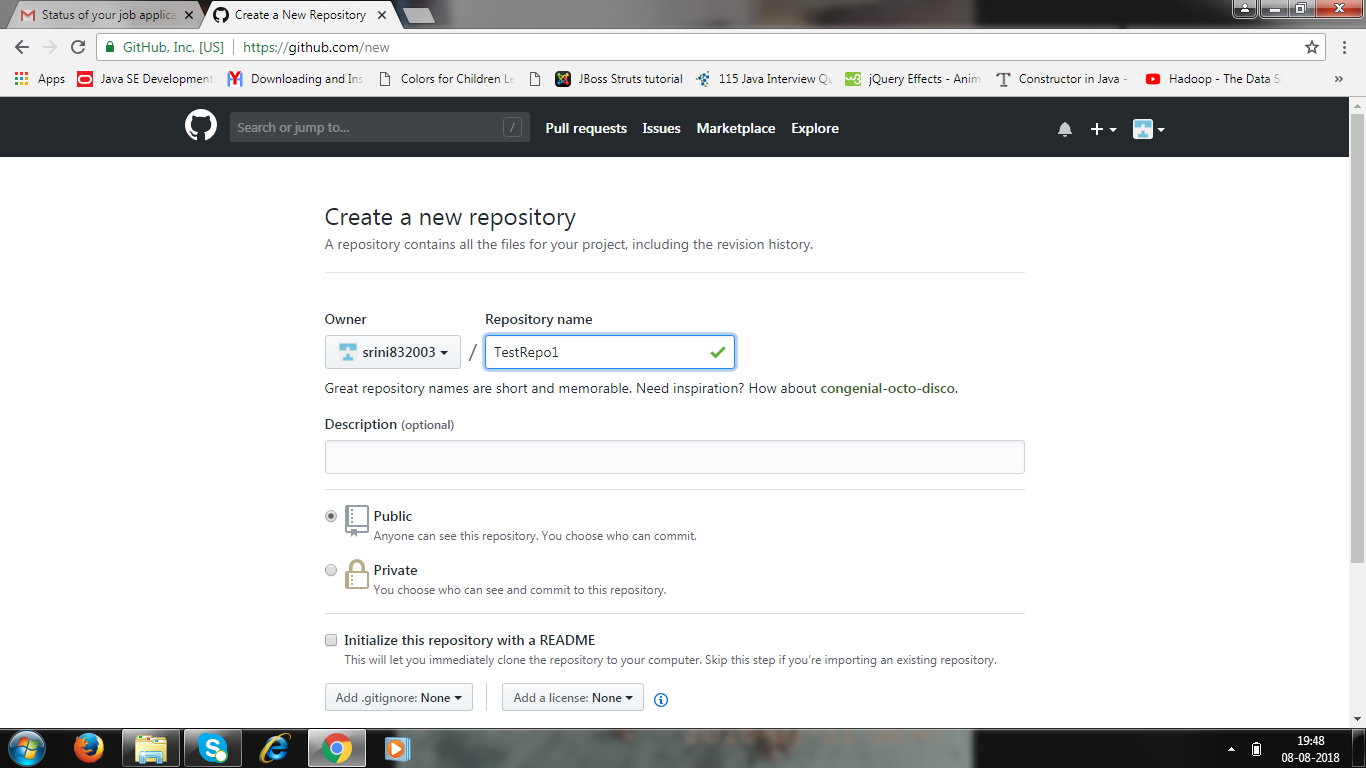 Status of your job applica
Create a New Repository
GitHub, Inc. [US] https://github.com/new
Apps Java SE Development Downloading and Ins Colors for Children Le JBoss Struts tutorial 115 Java Interview Qu jQuery Effects - Anim Constructor in Java - Hadoop - The Data S »
Search or jump to... / Pull requests Issues Marketplace Explore
Create a new repository
A repository contains all the files for your project, including the revision history.
Owner Repository name
srini832003 / TestRepo1
Great repository names are short and memorable. Need inspiration? How about congenial-octo-disco.
Description (optional)
Public
Anyone can see this repository. You choose who can commit.
Private
You choose who can see and commit to this repository.
Initialize this repository with a README
This will let you immediately clone the repository to your computer. Skip this step if you’re importing an existing repository.
Add .gitignore: None Add a license: None
19:48
08-08-2018